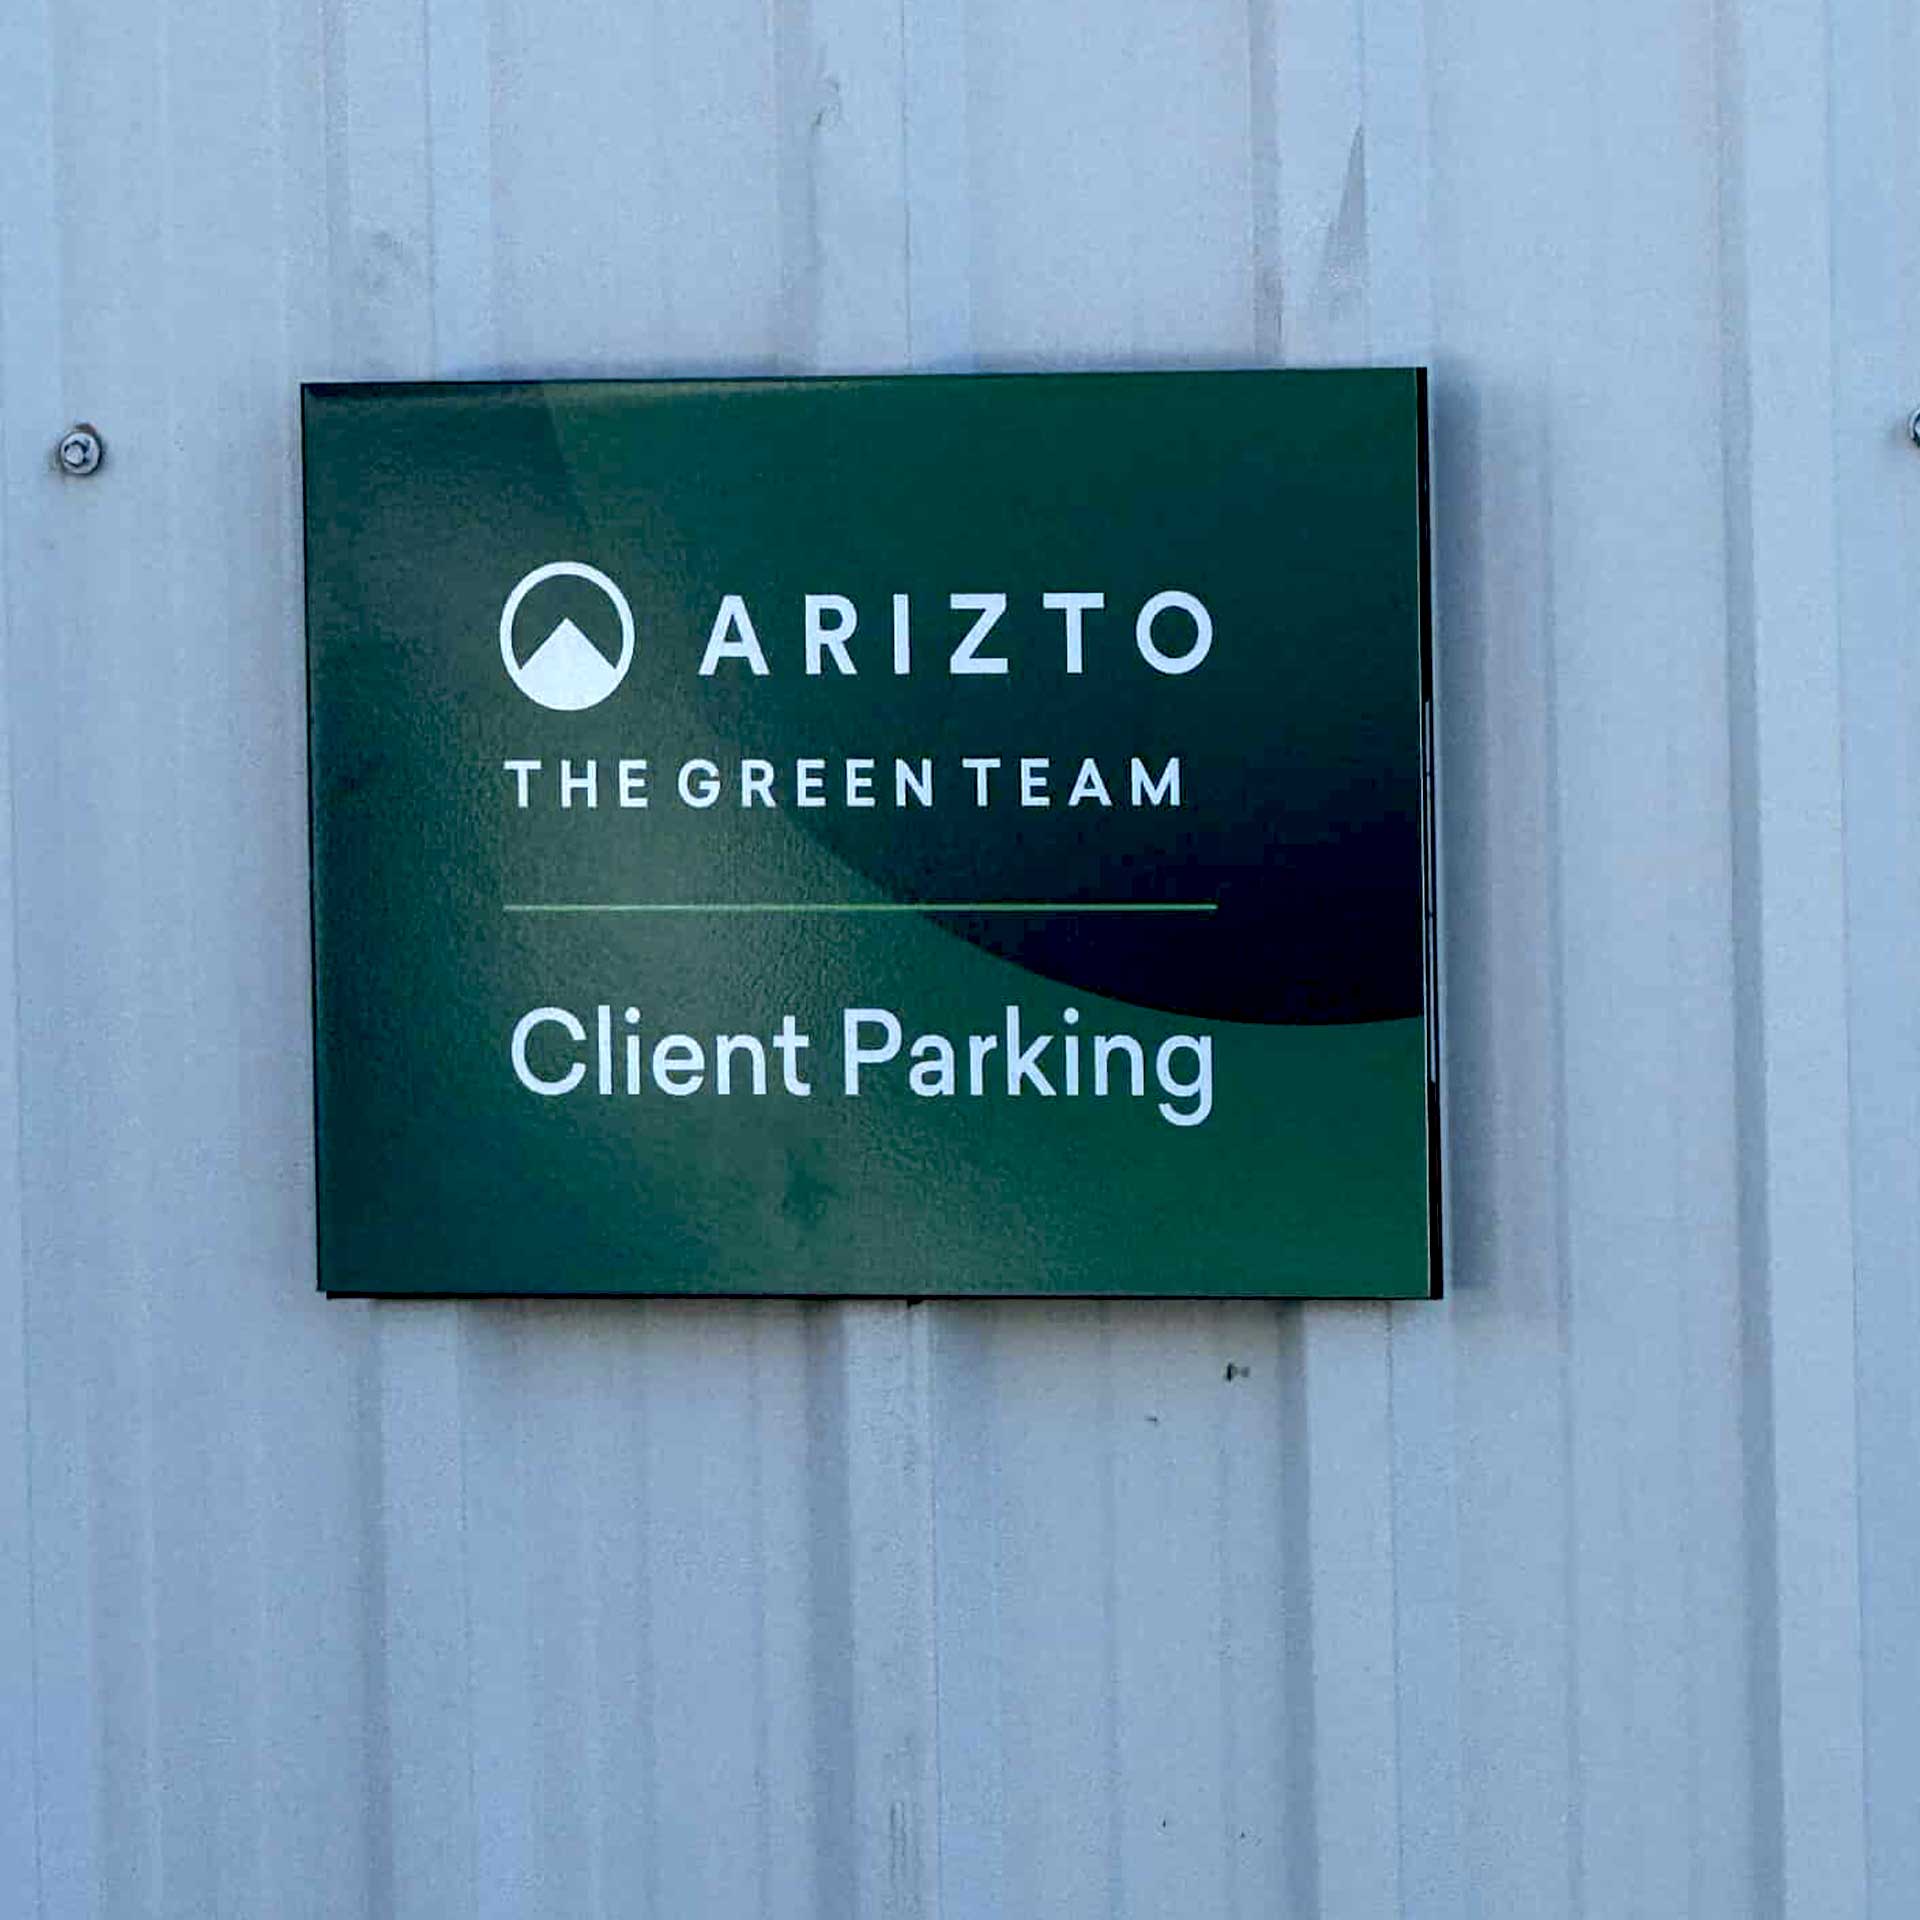 ARIZTO
THE GREEN TEAM
Client Parking